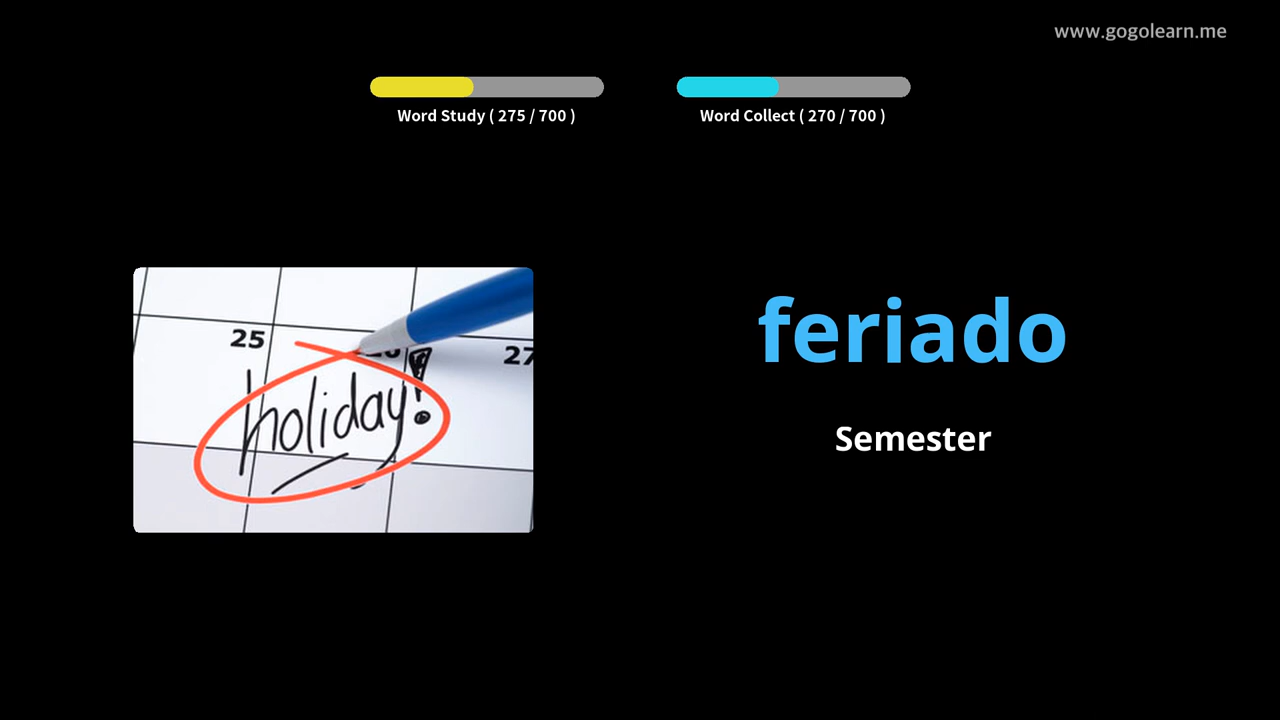 www.gogolearn.me
Word Study ( 275 / 700 )
Word Collect ( 270 / 700 )
25
27
holiday!
feriado
Semester